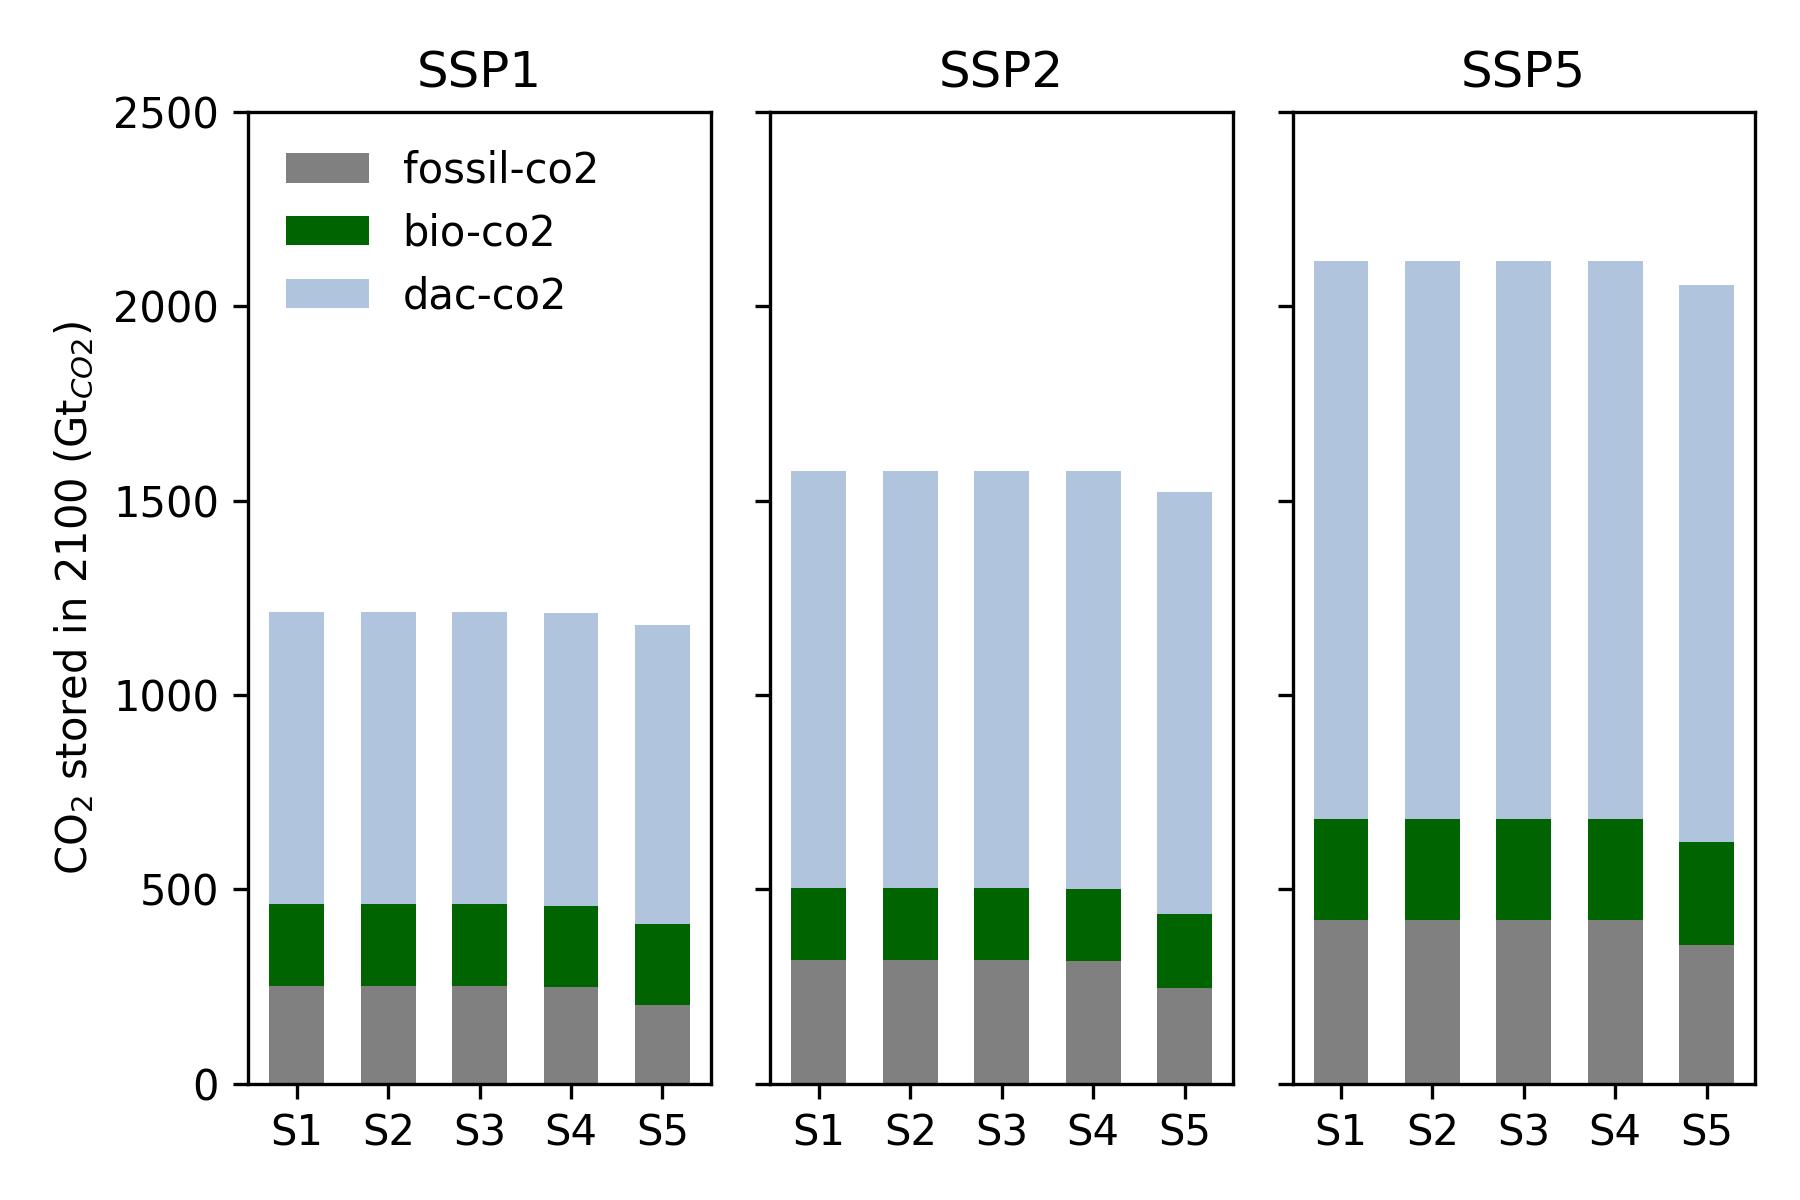 SSP1 SSP2 SSP5
2500
2000
1500
1000
500
0
CO₂ stored in 2100 (Gt_CO2)
fossil-co2
bio-co2
dac-co2
S1 S2 S3 S4 S5 S1 S2 S3 S4 S5 S1 S2 S3 S4 S5